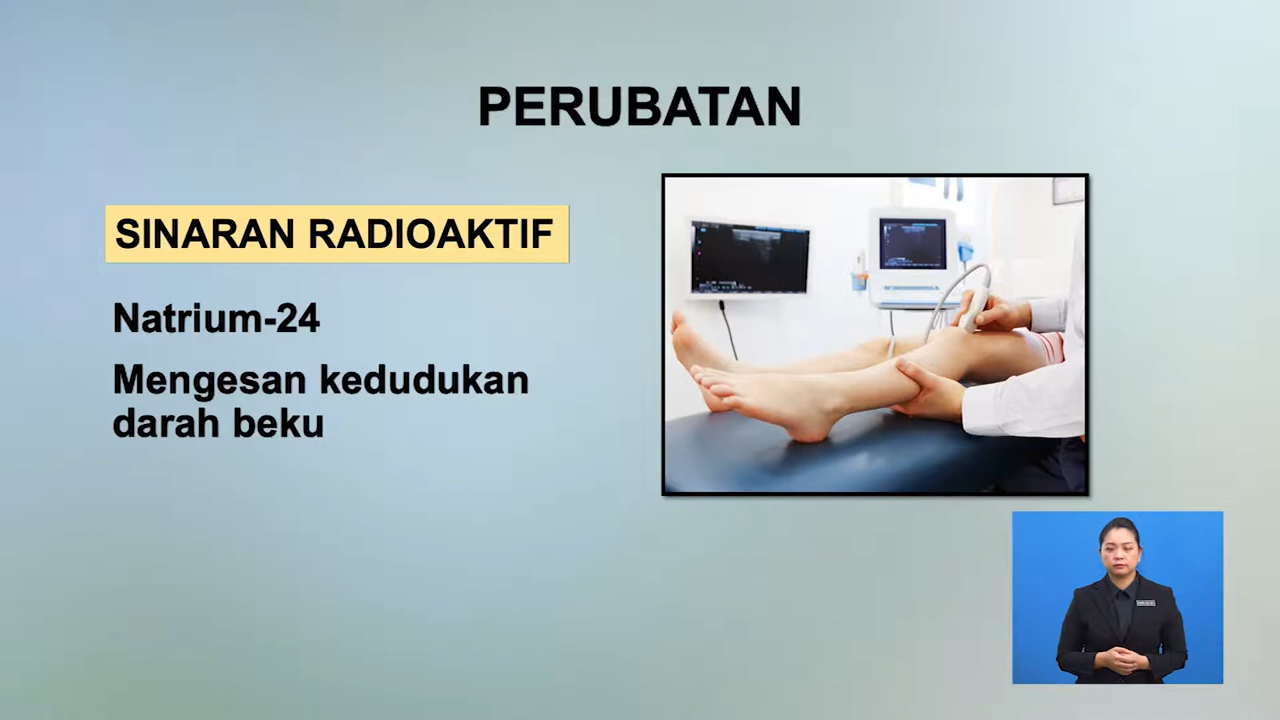 PERUBATAN
SINARAN RADIOAKTIF
Natrium-24
Mengesan kedudukan
darah beku